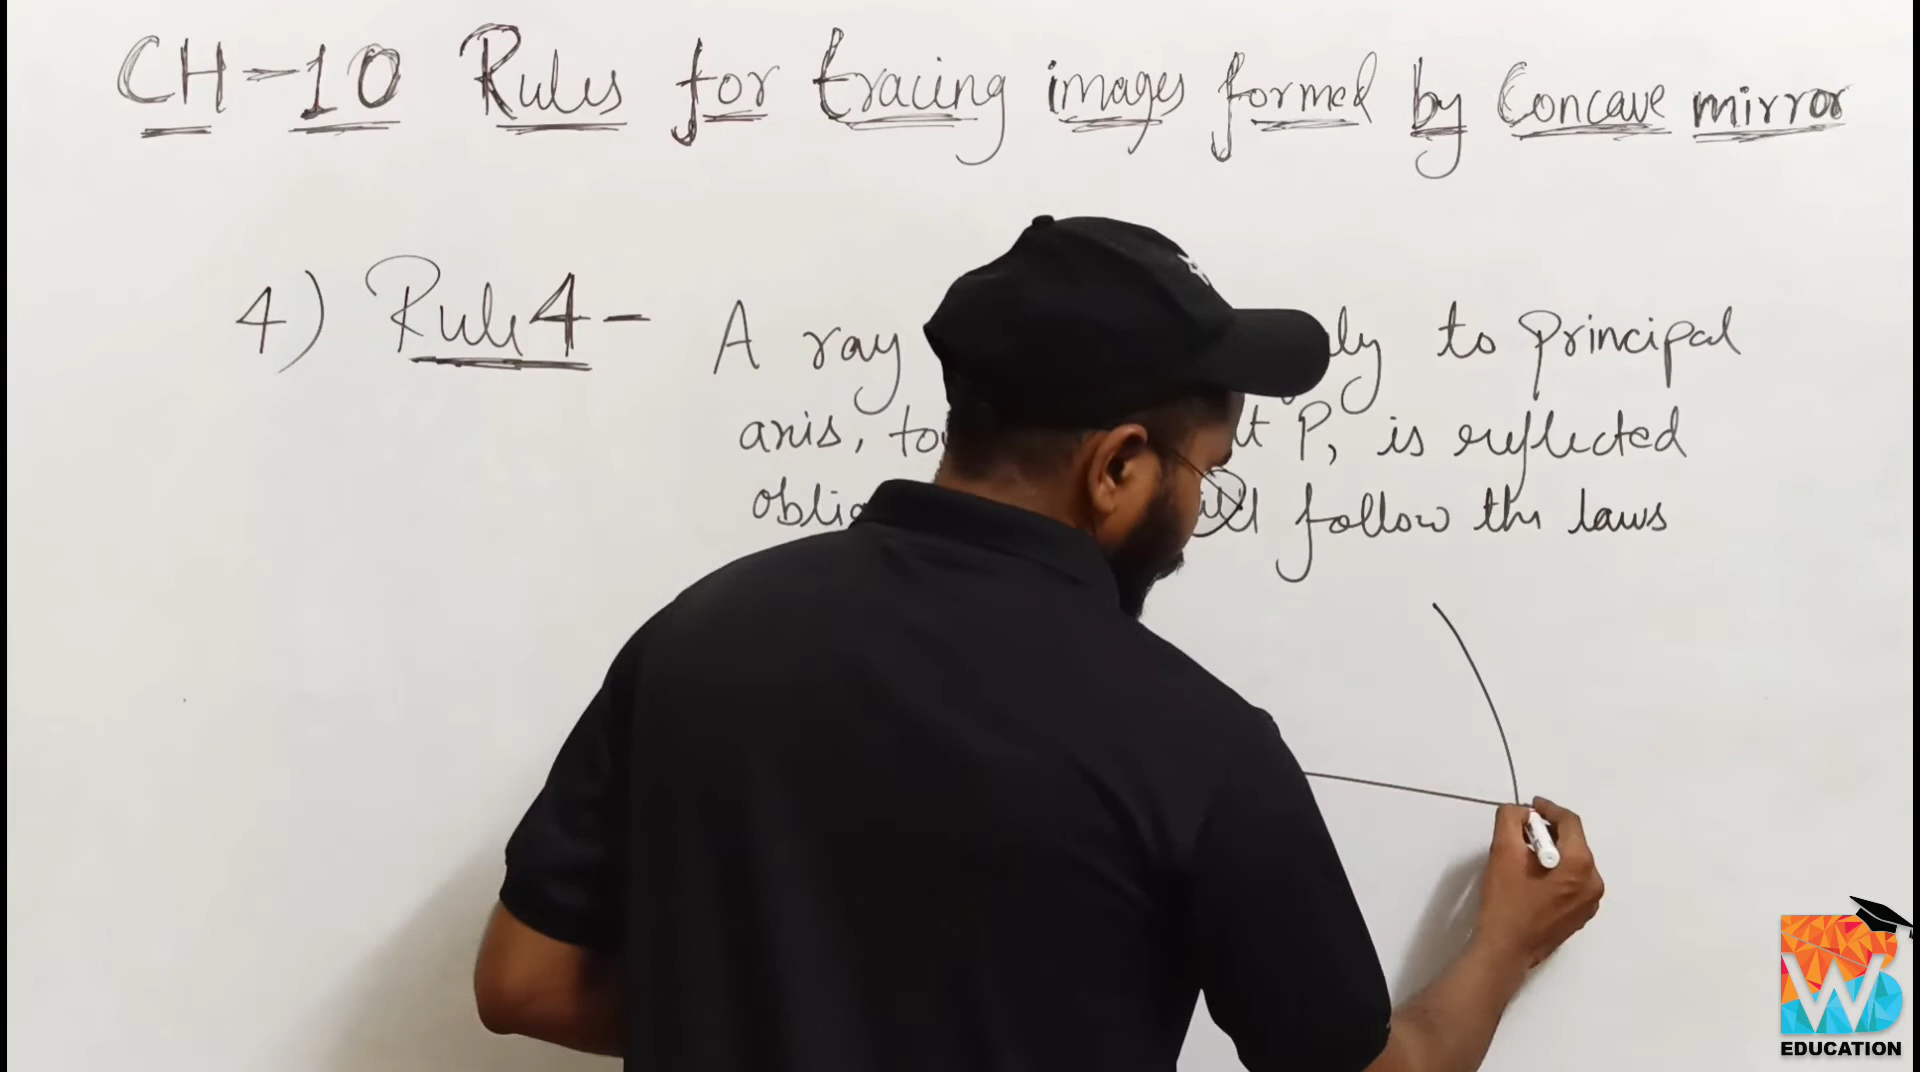 CH-10 Rules for tracing images formed by Concave mirror
4) Rule 4 - A ray to principal
axis, P, is reflected
follow the laws
W
EDUCATION